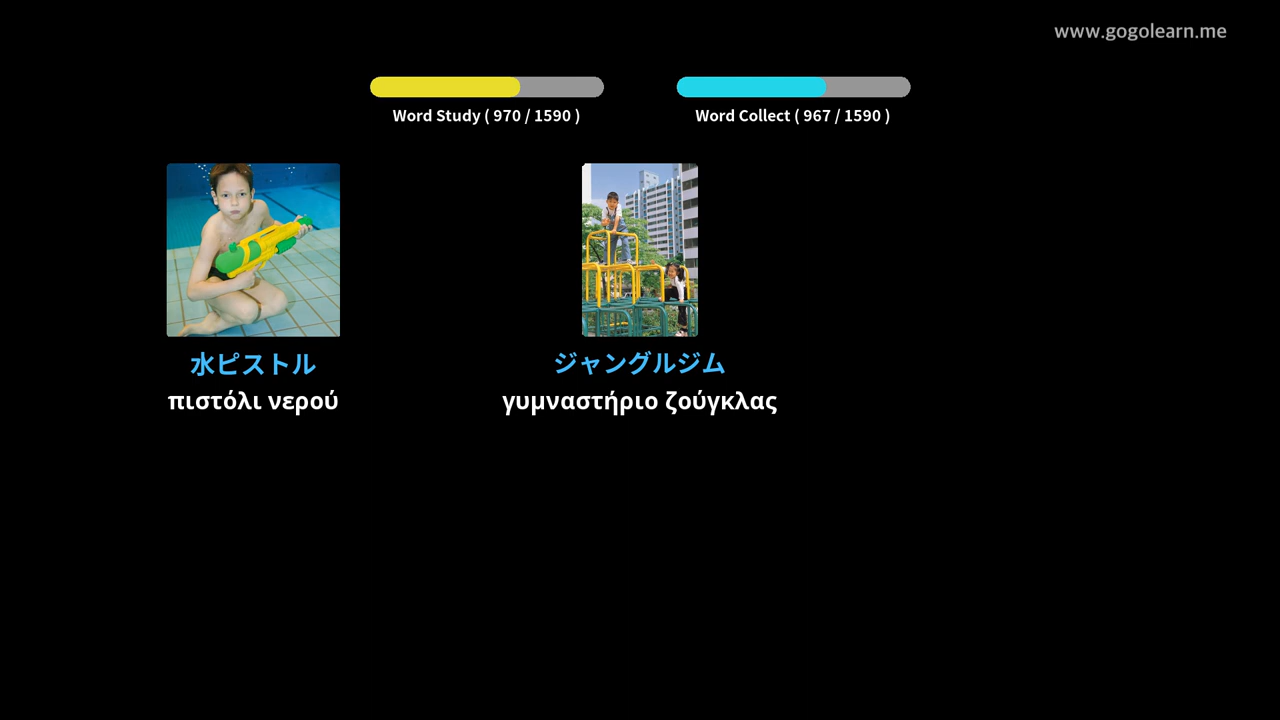 www.gogolearn.me
Word Study ( 970 / 1590 )
Word Collect ( 967 / 1590 )
水ピストル
πιστόλι νερού
ジャングルジム
γυμναστήριο ζούγκλας